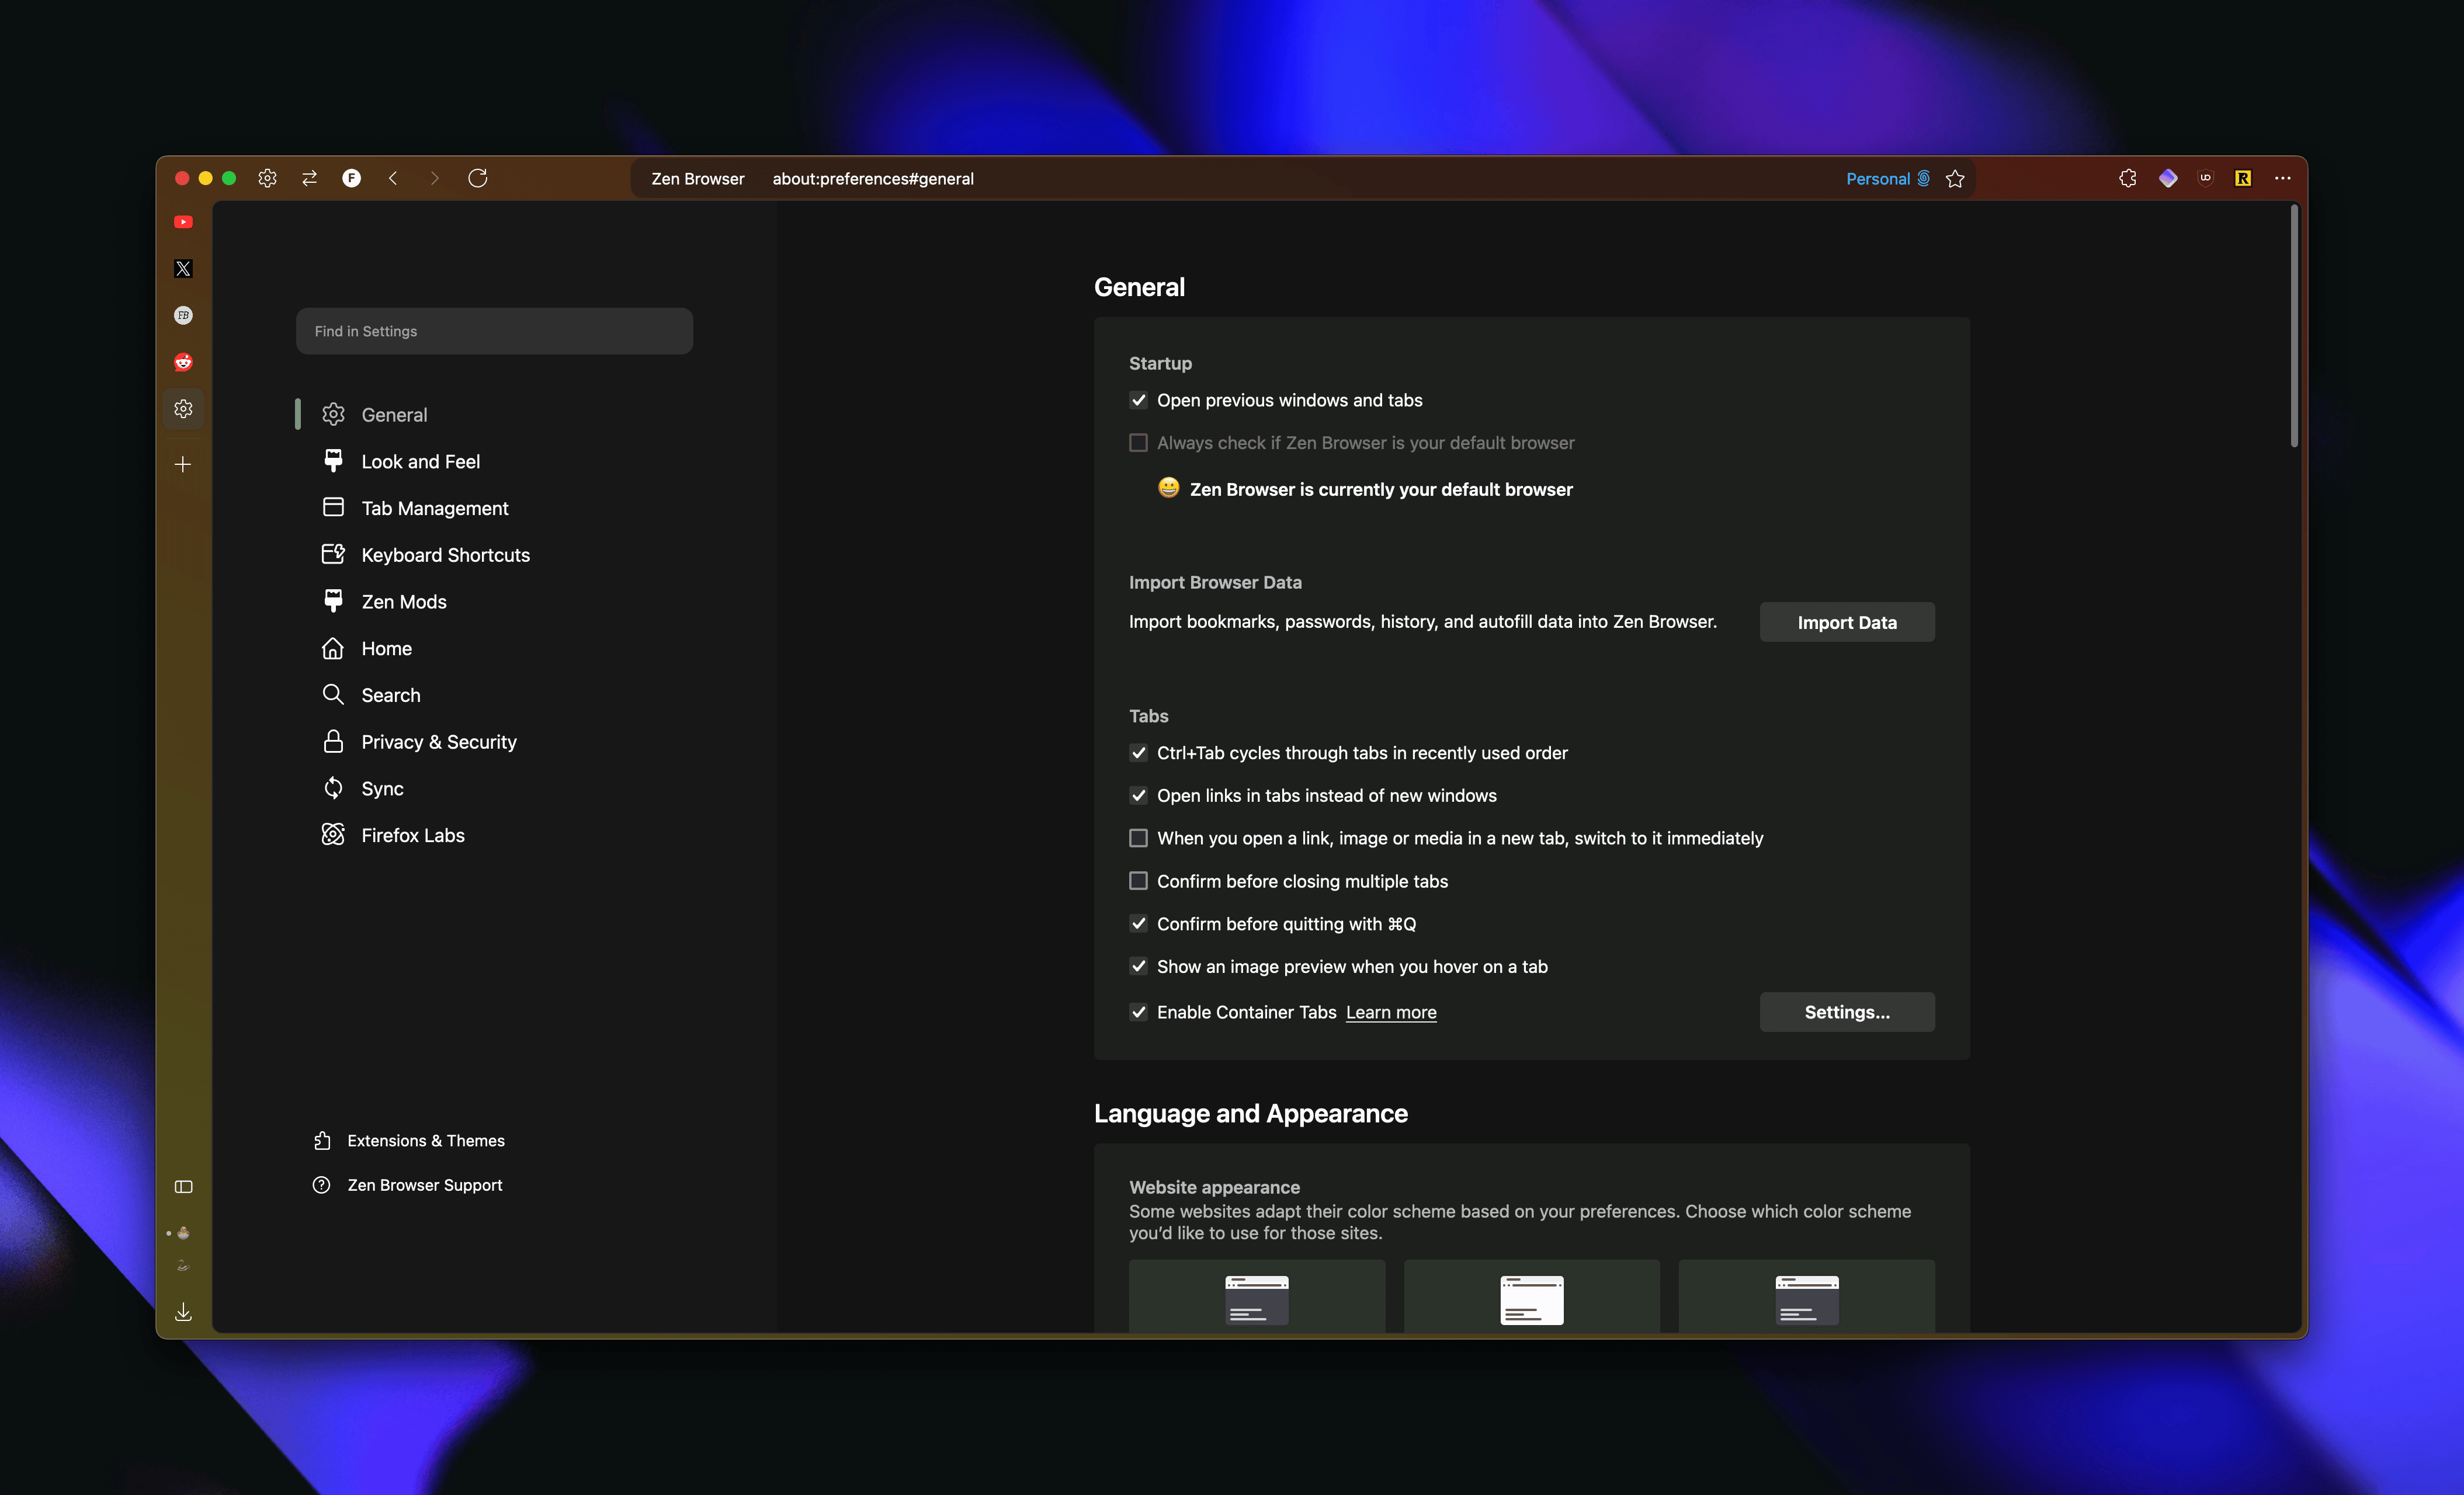 F
Zen Browser
about:preferences#general
Personal
R
FB
Find in Settings
General
Look and Feel
Tab Management
Keyboard Shortcuts
Zen Mods
Home
Search
Privacy & Security
Sync
Firefox Labs
Extensions & Themes
Zen Browser Support
General
Startup
Open previous windows and tabs
Always check if Zen Browser is your default browser
Zen Browser is currently your default browser
Import Browser Data
Import bookmarks, passwords, history, and autofill data into Zen Browser.
Import Data
Tabs
Ctrl+Tab cycles through tabs in recently used order
Open links in tabs instead of new windows
When you open a link, image or media in a new tab, switch to it immediately
Confirm before closing multiple tabs
Confirm before quitting with ⌘Q
Show an image preview when you hover on a tab
Enable Container Tabs Learn more
Settings...
Language and Appearance
Website appearance
Some websites adapt their color scheme based on your preferences. Choose which color scheme
you’d like to use for those sites.